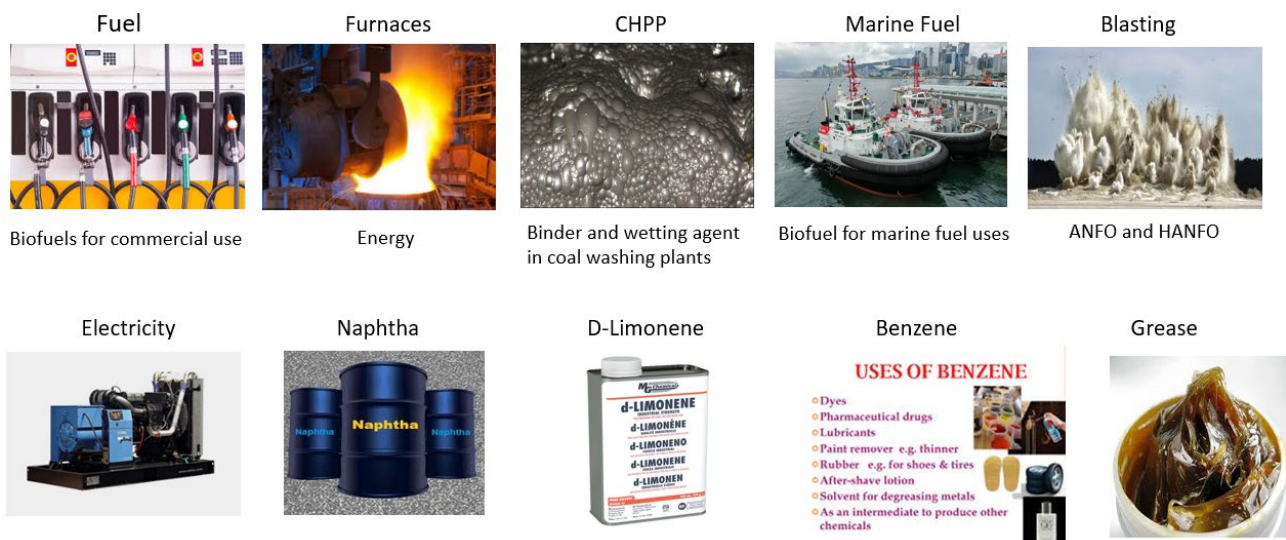 Fuel
Furnaces
CHPP
Marine Fuel
Blasting
Biofuels for commercial use
Energy
Binder and wetting agent
in coal washing plants
Biofuel for marine fuel uses
ANFO and HANFO
Electricity
Naphtha
D-Limonene
Benzene
Grease
Naphtha
Naphtha
Naphtha
MG Chemicals
d-LIMONENE
d-LIMONÈNE
d-LIMONENO
d-LIMONENE
d-LIMONEN
USES OF BENZENE
Dyes
Pharmaceutical drugs
Lubricants
Paint remover e.g. thinner
Rubber e.g. for shoes & tires
After-shave lotion
Solvent for degreasing metals
As an intermediate to produce other
chemicals